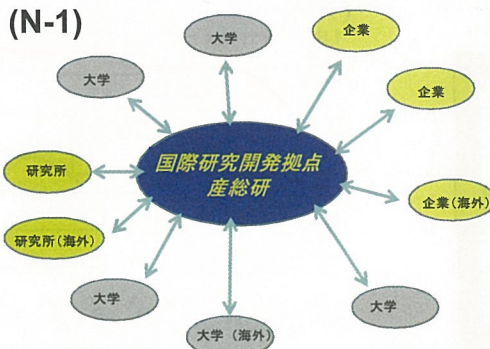 (N-1)
大学
企業
大学
企業
国際研究開発拠点
産総研
研究所
企業(海外)
研究所(海外)
大学
大学
大学(海外)